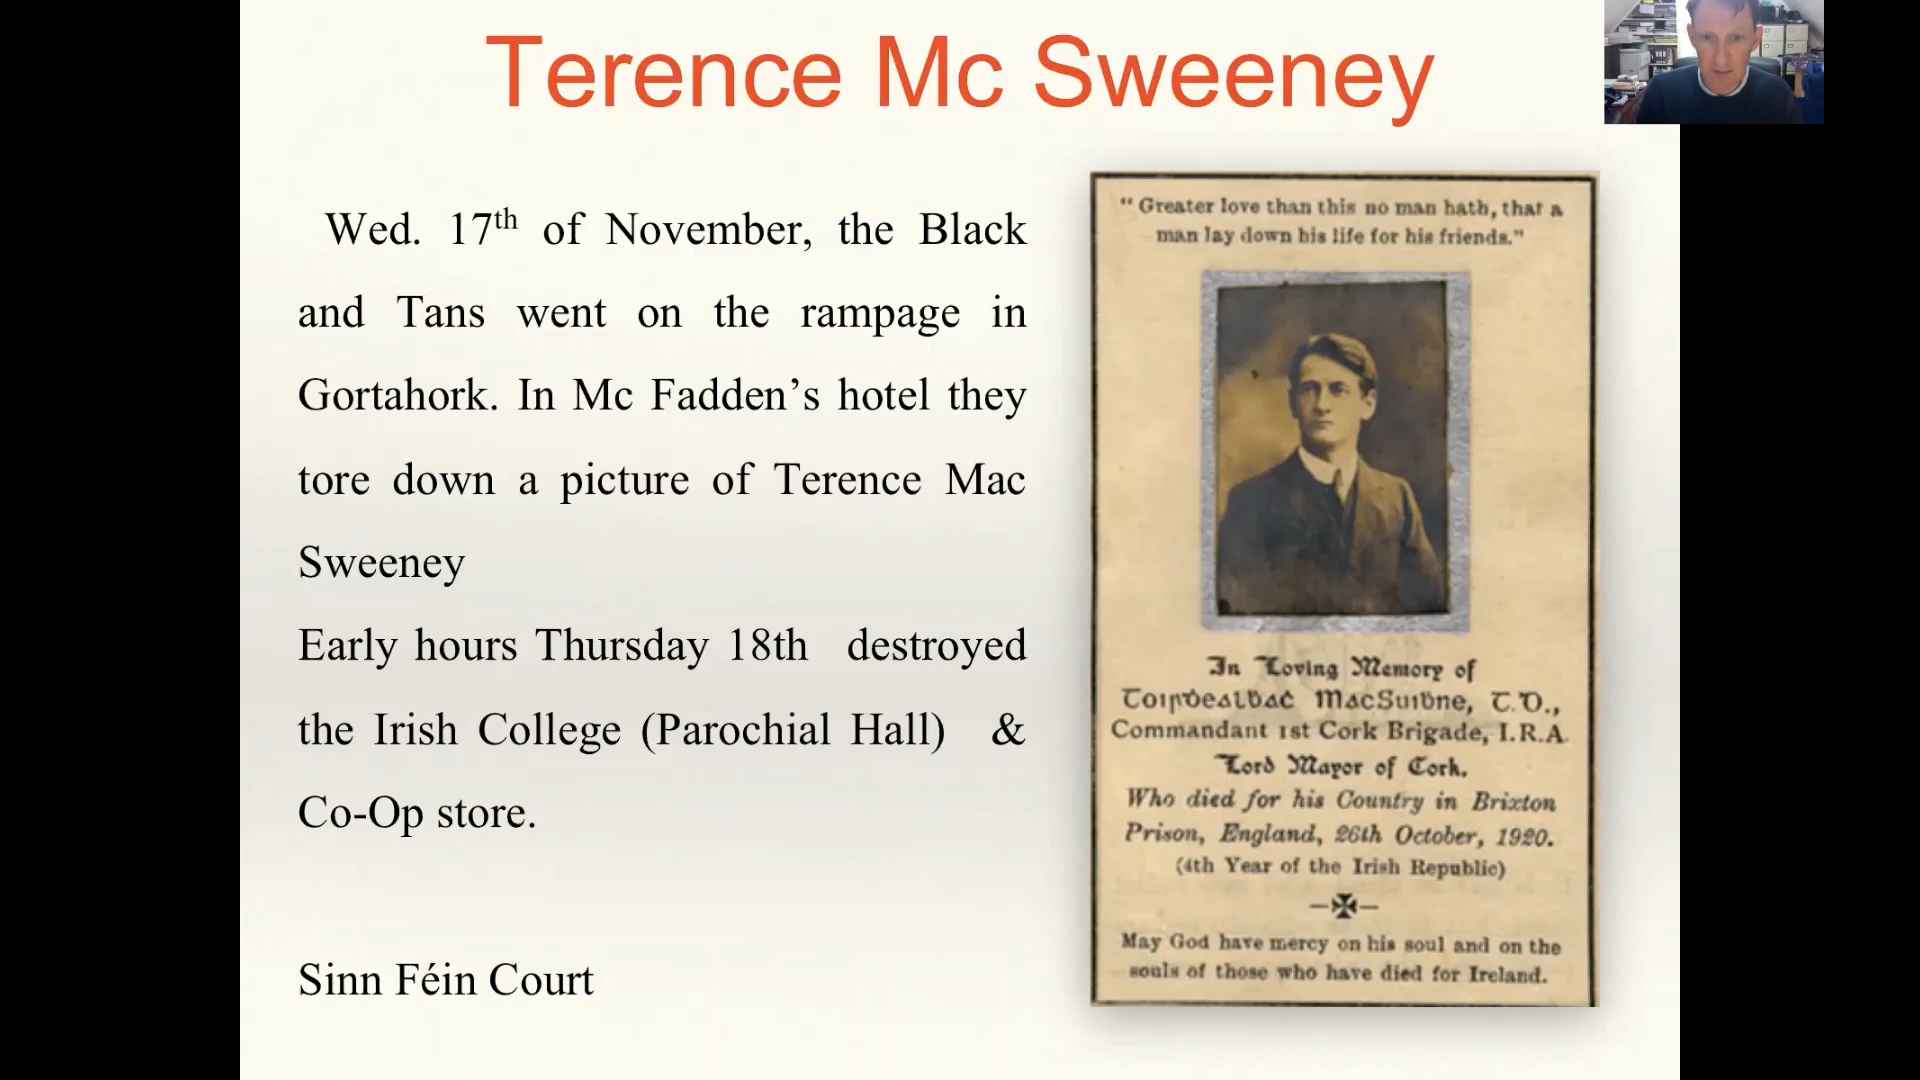 Terence Mc Sweeney
Wed. 17th of November, the Black
and Tans went on the rampage in
Gortahork. In Mc Fadden’s hotel they
tore down a picture of Terence Mac
Sweeney
Early hours Thursday 18th destroyed
the Irish College (Parochial Hall) &
Co-Op store.
Sinn Féin Court
“Greater love than this no man hath, that a
man lay down his life for his friends.”
In Loving Memory of
Toirḋealḃaċ MacSuiḃne, T.D.,
Commandant 1st Cork Brigade, I.R.A.
Lord Mayor of Cork.
Who died for his Country in Brixton
Prison, England, 26th October, 1920.
(4th Year of the Irish Republic)
May God have mercy on his soul and on the
souls of those who have died for Ireland.